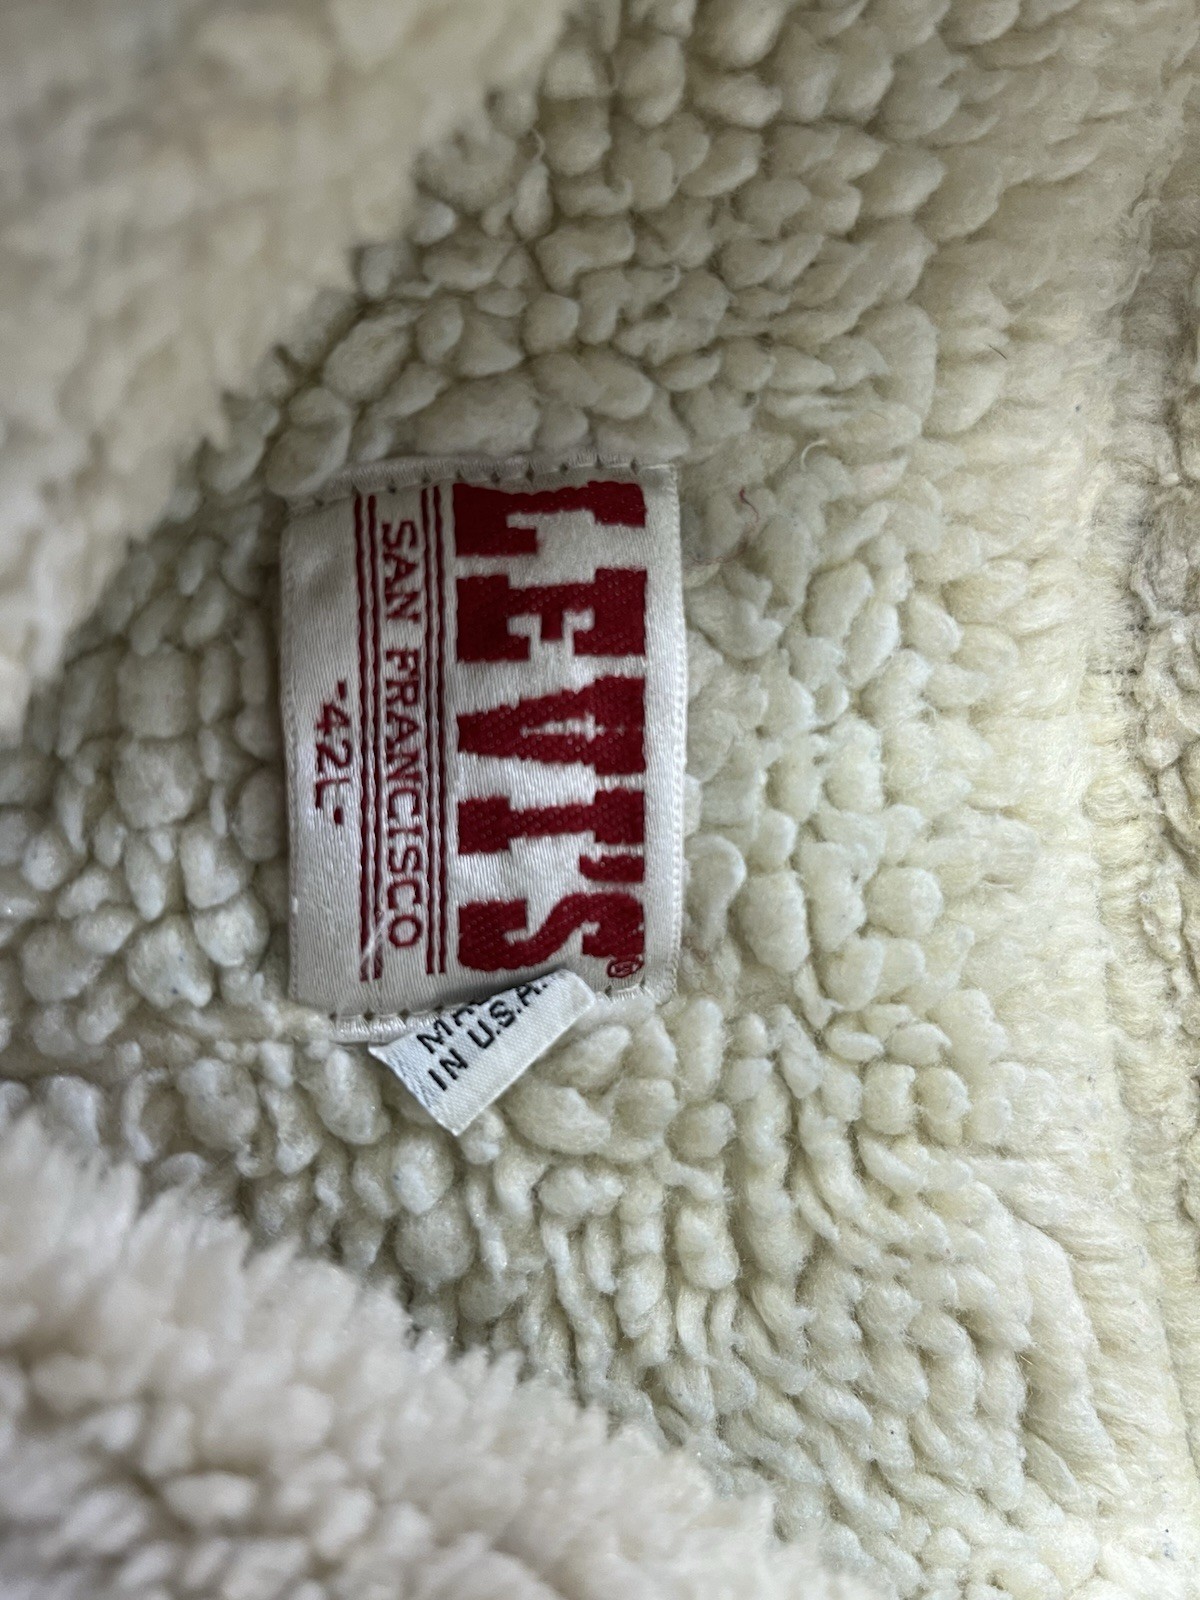 LEVI'S®
SAN FRANCISCO
-42L-
IN U.S.A.